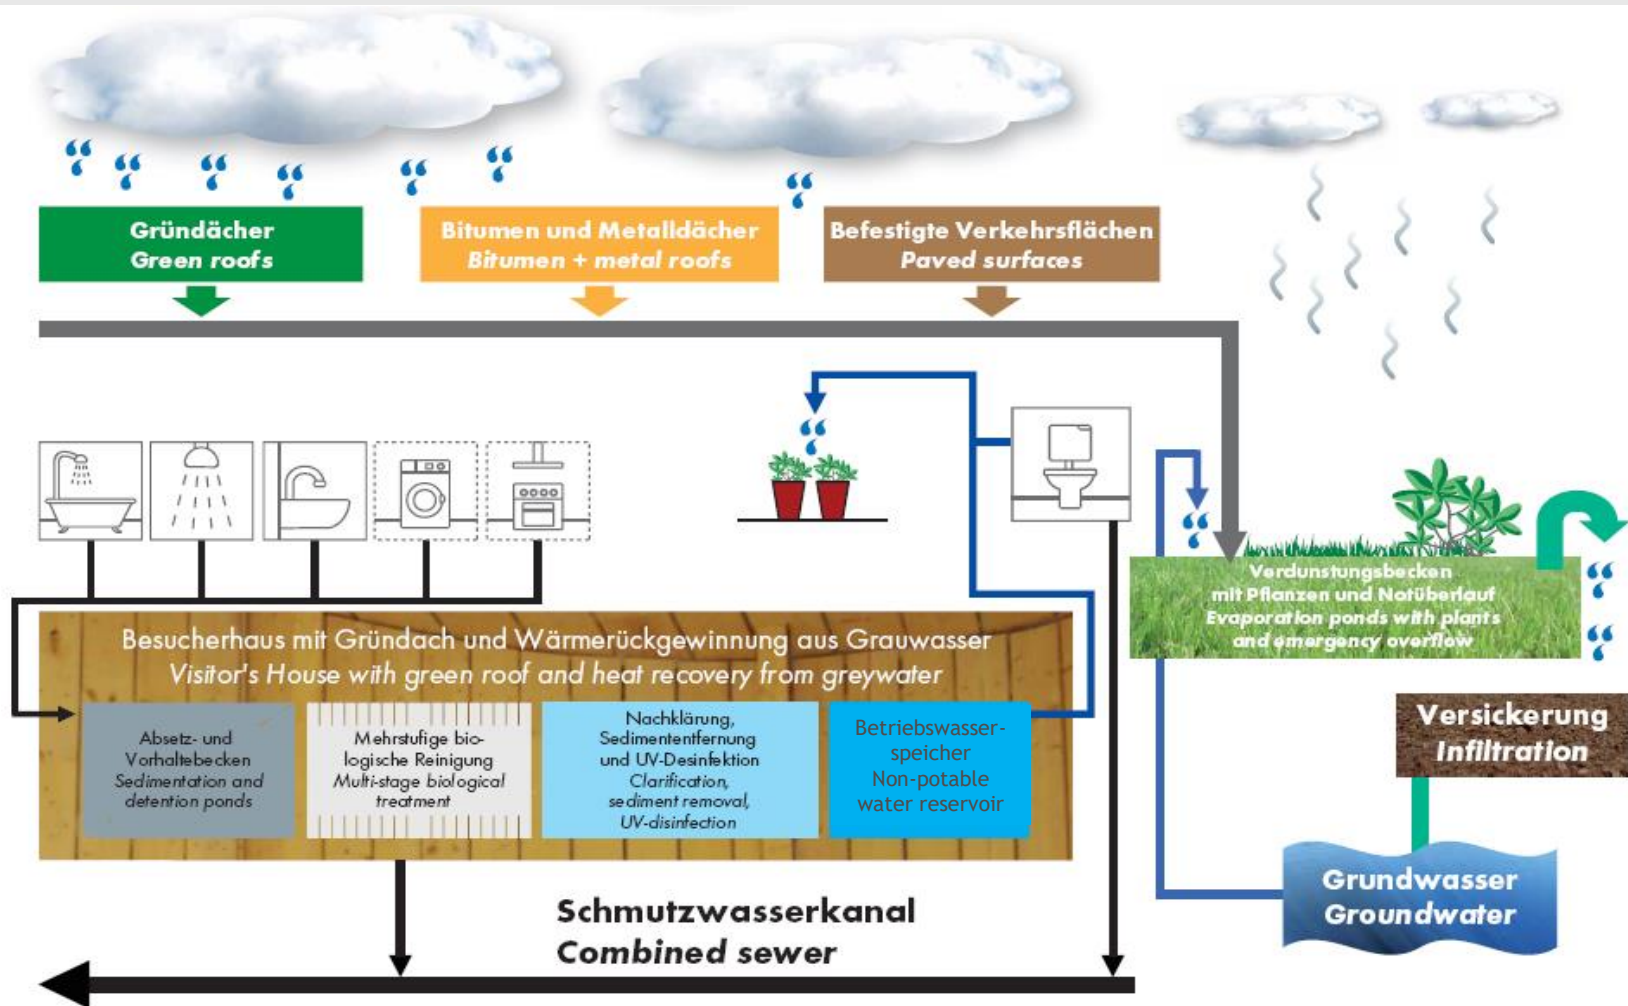 Gründächer
Green roofs
Bitumen und Metalldächer
Bitumen + metal roofs
Befestigte Verkehrsflächen
Paved surfaces
Verdunstungsbecken
mit Pflanzen und Notüberlauf
Evaporation ponds with plants
and emergency overflow
Besucherhaus mit Gründach und Wärmerückgewinnung aus Grauwasser
Visitor's House with green roof and heat recovery from greywater
Absetz- und
Vorhaltebecken
Sedimentation and
detention ponds
Mehrstufige bio-
logische Reinigung
Multi-stage biological
treatment
Nachklärung,
Sedimententfernung
und UV-Desinfektion
Clarification,
sediment removal,
UV-disinfection
Betriebswasser-
speicher
Non-potable
water reservoir
Versickerung
Infiltration
Grundwasser
Groundwater
Schmutzwasserkanal
Combined sewer